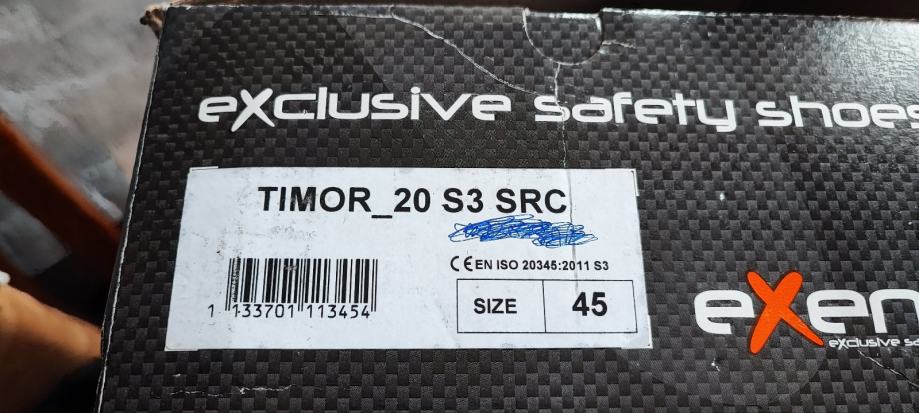 eXclusive safety shoes
TIMOR_20 S3 SRC
CE EN ISO 20345:2011 S3
1 133701 113454
SIZE 45
eXen
eXclusive